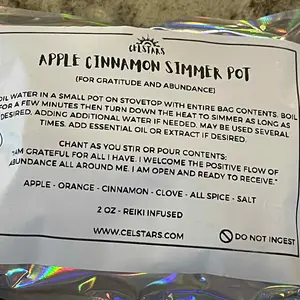 CELSTARS
APPLE CINNAMON SIMMER POT
(FOR GRATITUDE AND ABUNDANCE)
OIL WATER IN A SMALL POT ON STOVETOP WITH ENTIRE BAG CONTENTS. BOIL
FOR A FEW MINUTES THEN TURN DOWN THE HEAT TO SIMMER AS LONG AS
DESIRED, ADDING ADDITIONAL WATER IF NEEDED. MAY BE USED SEVERAL
TIMES. ADD ESSENTIAL OIL OR EXTRACT IF DESIRED.
CHANT AS YOU STIR OR POUR CONTENTS:
"I AM GRATEFUL FOR ALL I HAVE. I WELCOME THE POSITIVE FLOW OF
ABUNDANCE ALL AROUND ME. I AM OPEN AND READY TO RECEIVE."
APPLE - ORANGE - CINNAMON - CLOVE - ALL SPICE - SALT
2 OZ - REIKI INFUSED
WWW.CELSTARS.COM
DO NOT INGEST